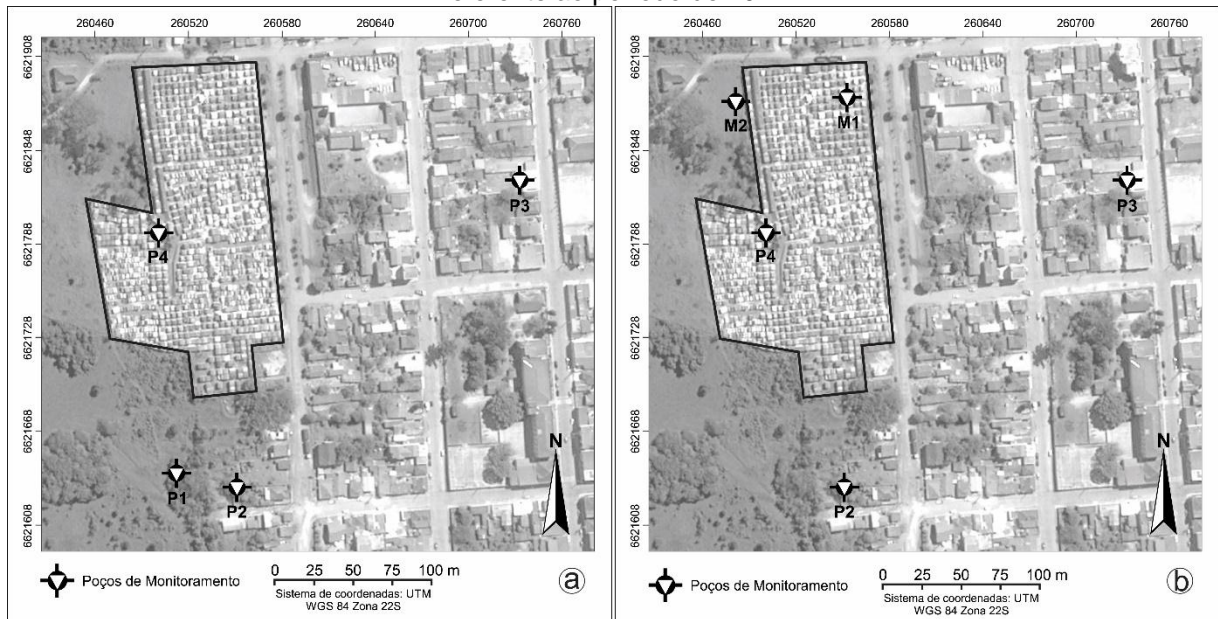 260460 260520 260580 260640 260700 260760
6621908
6621848
6621788
6621728
6621668
6621608
P4
P3
P1
P2
N
Poços de Monitoramento
0 25 50 75 100 m
Sistema de coordenadas: UTM
WGS 84 Zona 22S
a
260460 260520 260580 260640 260700 260760
6621908
6621848
6621788
6621728
6621668
6621608
M2
M1
P3
P4
P2
N
Poços de Monitoramento
0 25 50 75 100 m
Sistema de coordenadas: UTM
WGS 84 Zona 22S
b